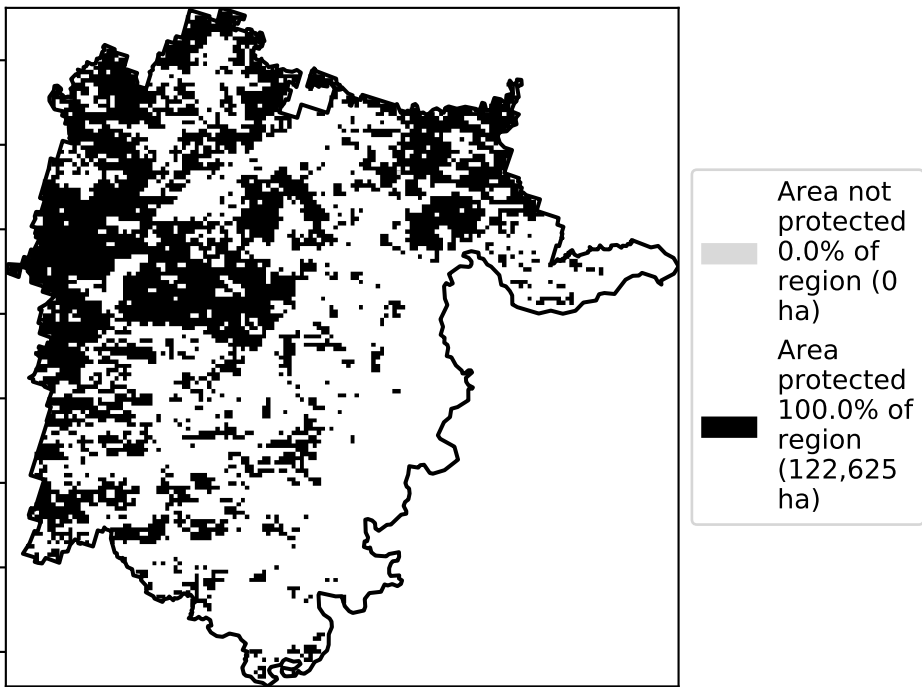 Area not
protected
0.0% of
region (0
ha)
Area
protected
100.0% of
region
(122,625
ha)